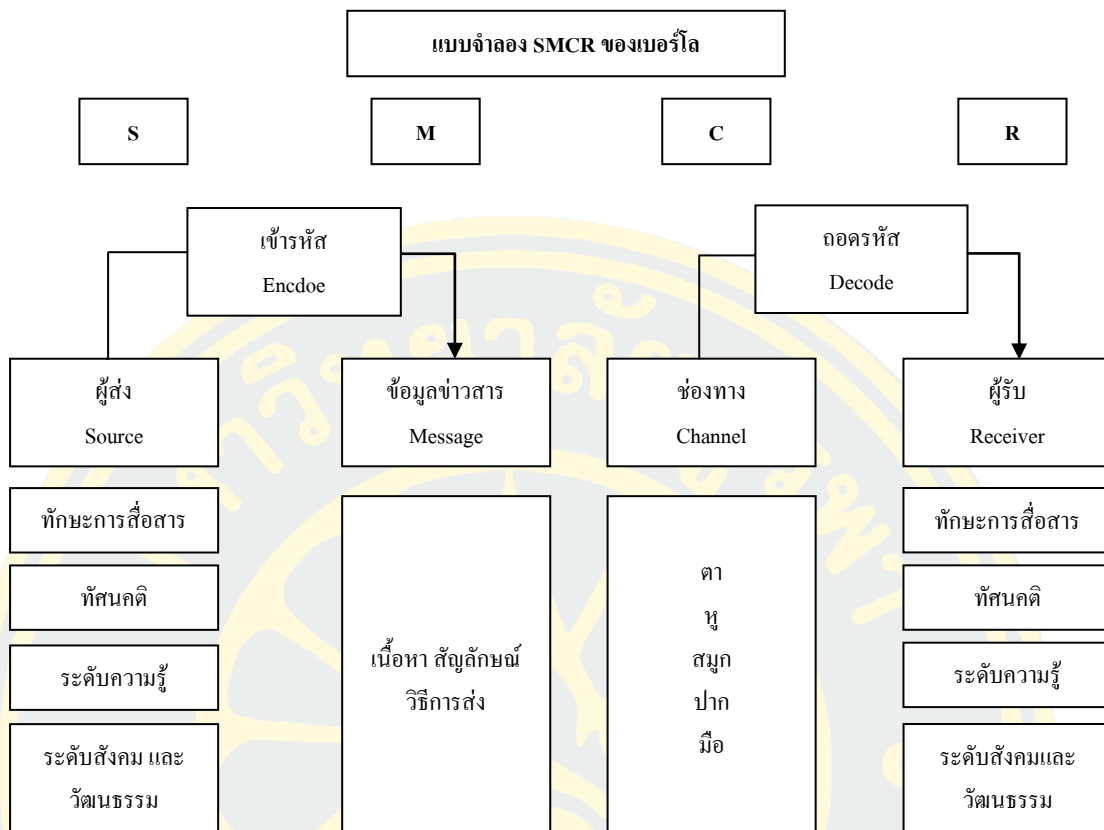 แบบจำลอง SMCR ของเบอร์โล
S
M
C
R
เข้ารหัส
Encdoe
ถอดรหัส
Decode
ผู้ส่ง
Source
ข้อมูลข่าวสาร
Message
ช่องทาง
Channel
ผู้รับ
Receiver
ทักษะการสื่อสาร
ทัศนคติ
ระดับความรู้
ระดับสังคม และ
วัฒนธรรม
เนื้อหา สัญลักษณ์
วิธีการส่ง
ตา
หู
สมูก
ปาก
มือ
ทักษะการสื่อสาร
ทัศนคติ
ระดับความรู้
ระดับสังคมและ
วัฒนธรรม